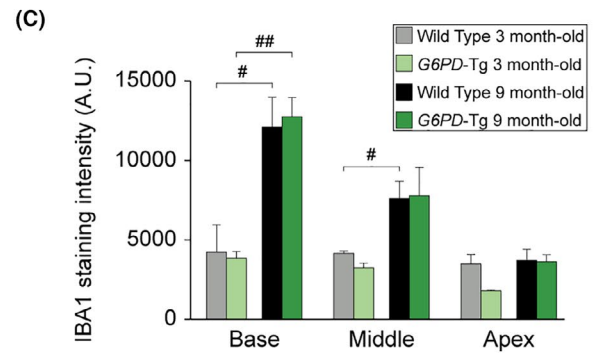 (C)
Wild Type 3 month-old
G6PD-Tg 3 month-old
Wild Type 9 month-old
G6PD-Tg 9 month-old
##
#
#
IBA1 staining intensity (A.U.)
15000
10000
5000
0
Base Middle Apex